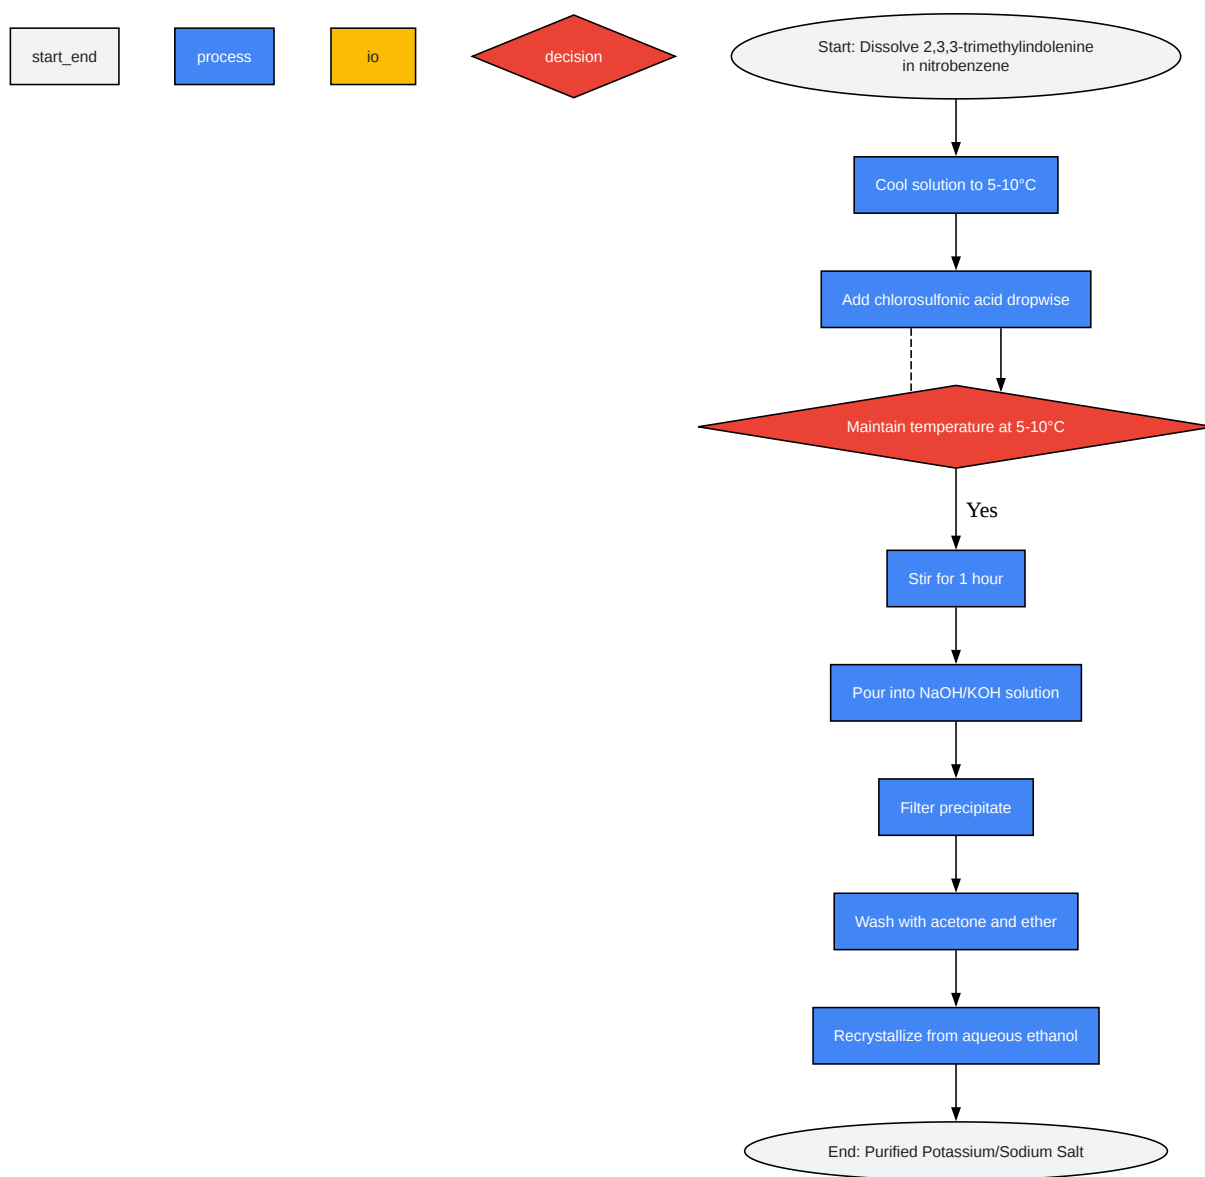 start_end
process
io
decision
Start: Dissolve 2,3,3-trimethylindolenine
in nitrobenzene
Cool solution to 5-10°C
Add chlorosulfonic acid dropwise
Maintain temperature at 5-10°C
Yes
Stir for 1 hour
Pour into NaOH/KOH solution
Filter precipitate
Wash with acetone and ether
Recrystallize from aqueous ethanol
End: Purified Potassium/Sodium Salt